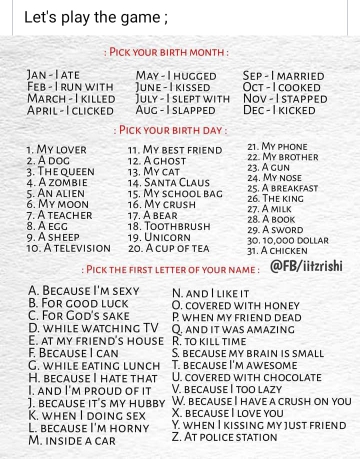 Let's play the game ;
: Pick your birth month :
Jan - I ate
Feb - I run with
March - I killed
April - I clicked
May - I hugged
June - I kissed
July - I slept with
Aug - I slapped
Sep - I married
Oct - I cooked
Nov - I stapped
Dec - I kicked
: Pick your birth day :
1. My lover
2. A dog
3. The queen
4. A zombie
5. An alien
6. My moon
7. A teacher
8. A egg
9. A sheep
10. A television
11. My best friend
12. A ghost
13. My cat
14. Santa Claus
15. My school bag
16. My crush
17. A bear
18. Toothbrush
19. Unicorn
20. A cup of tea
21. My phone
22. My brother
23. A gun
24. My nose
25. A breakfast
26. The king
27. A milk
28. A book
29. A sword
30. 10,000 dollar
31. A chicken
: Pick the first letter of your name :
@FB/iitzrishi
A. Because I'm sexy
B. For good luck
C. For God's sake
D. while watching TV
E. at my friend's house
F. Because I can
G. while eating lunch
H. because I hate that
I. and I'm proud of it
J. because it's my hubby
K. when I doing sex
L. Because I'm horny
M. inside a car
N. and I like it
O. covered with honey
P. when my friend dead
Q. and it was amazing
R. to kill time
S. because my brain is small
T. because I'm awesome
U. covered with chocolate
V. because I too lazy
W. because I have a crush on you
X. because I love you
Y. when I kissing my just friend
Z. At police station